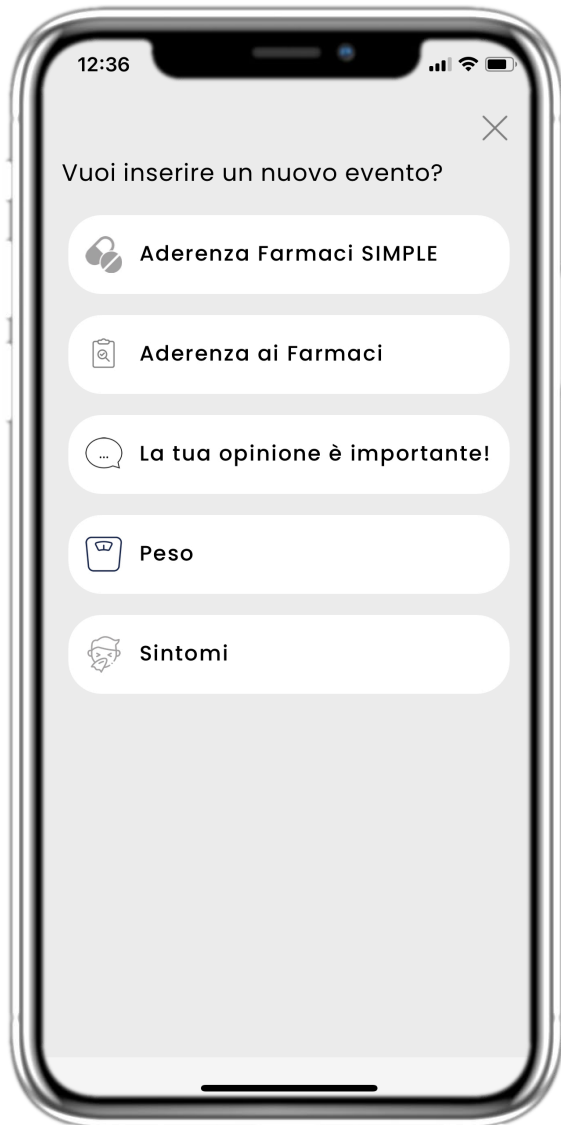 12:36
Vuoi inserire un nuovo evento?
Aderenza Farmaci SIMPLE
Aderenza ai Farmaci
La tua opinione è importante!
Peso
Sintomi